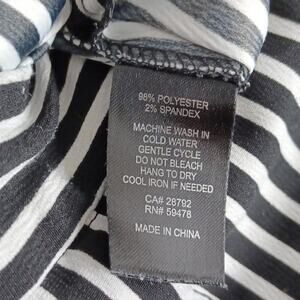 98% POLYESTER
2% SPANDEX
MACHINE WASH IN
COLD WATER
GENTLE CYCLE
DO NOT BLEACH
HANG TO DRY
COOL IRON IF NEEDED
CA# 28792
RN# 59478
MADE IN CHINA